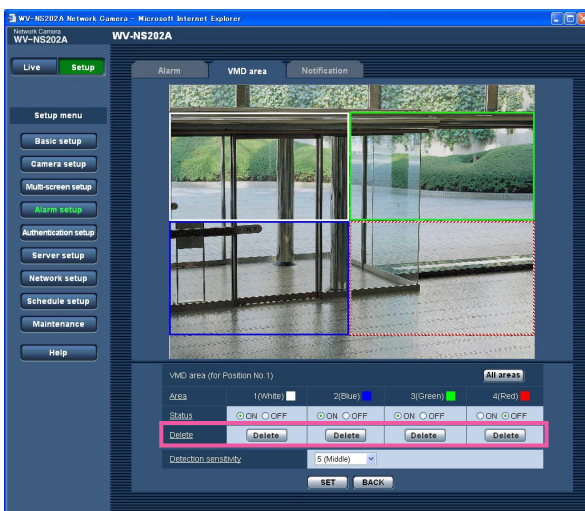 WV-NS202A Network Camera - Microsoft Internet Explorer
Network Camera
WV-NS202A
WV-NS202A
Live
Setup
Alarm
VMD area
Notification
Setup menu
Basic setup
Camera setup
Multi-screen setup
Alarm setup
Authentication setup
Server setup
Network setup
Schedule setup
Maintenance
Help
VMD area (for Position No.1)
All areas
Area
1(White)
2(Blue)
3(Green)
4(Red)
Status
ON OFF
ON OFF
ON OFF
ON OFF
Delete
Delete
Delete
Delete
Delete
Detection sensitivity
5 (Middle)
SET
BACK